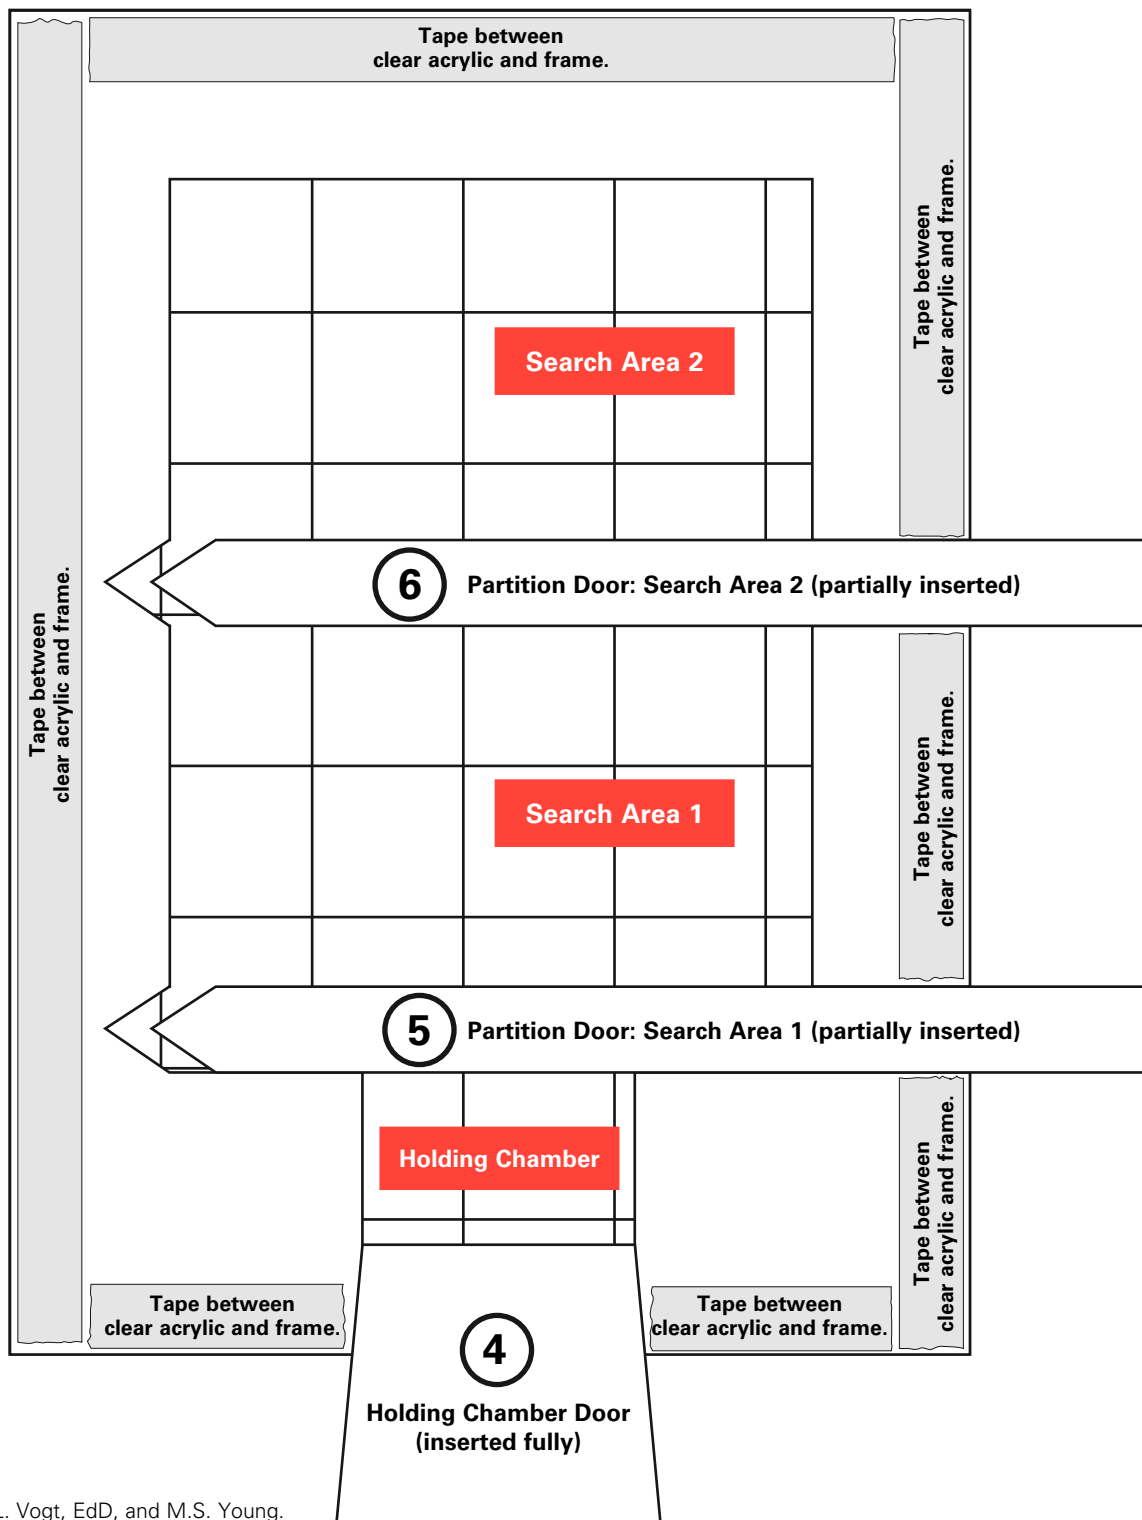 Tape between
clear acrylic and frame.
Tape between
clear acrylic and frame.
Search Area 2
6 Partition Door: Search Area 2 (partially inserted)
Tape between
clear acrylic and frame.
Tape between
clear acrylic and frame.
Search Area 1
5 Partition Door: Search Area 1 (partially inserted)
Holding Chamber
Tape between
clear acrylic and frame.
Tape between
clear acrylic and frame.
Tape between
clear acrylic and frame.
4
Holding Chamber Door
(inserted fully)
L. Vogt, EdD, and M.S. Young.